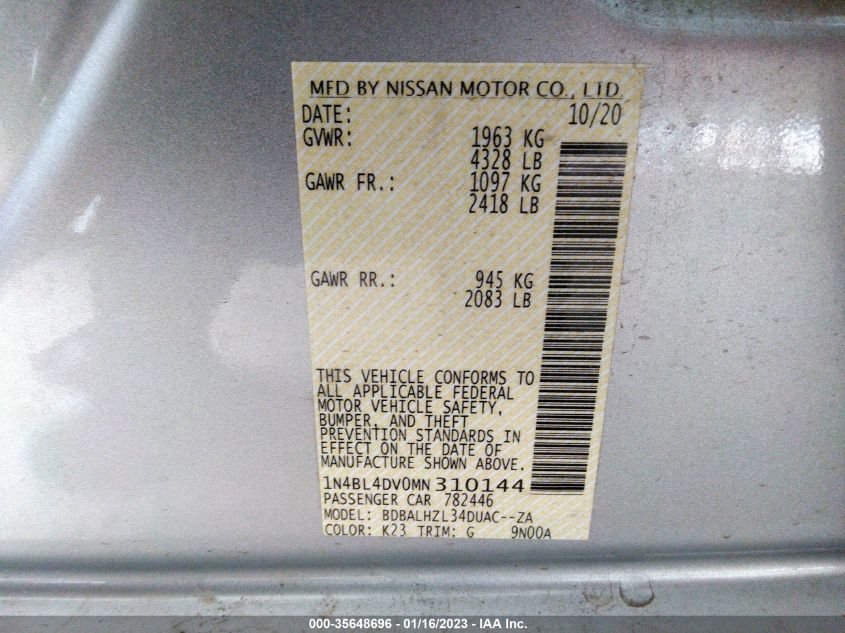 MFD BY NISSAN MOTOR CO., LTD.
DATE: 10/20
GVWR: 1963 KG
4328 LB
GAWR FR.: 1097 KG
2418 LB
GAWR RR.: 945 KG
2083 LB
THIS VEHICLE CONFORMS TO
ALL APPLICABLE FEDERAL
MOTOR VEHICLE SAFETY,
BUMPER, AND THEFT
PREVENTION STANDARDS IN
EFFECT ON THE DATE OF
MANUFACTURE SHOWN ABOVE.
1N4BL4DV0MN310144
PASSENGER CAR 782446
MODEL: BDBALHZL34DUAC--ZA
COLOR: K23 TRIM: G 9N00A
000-35648696 - 01/16/2023 - IAA Inc.